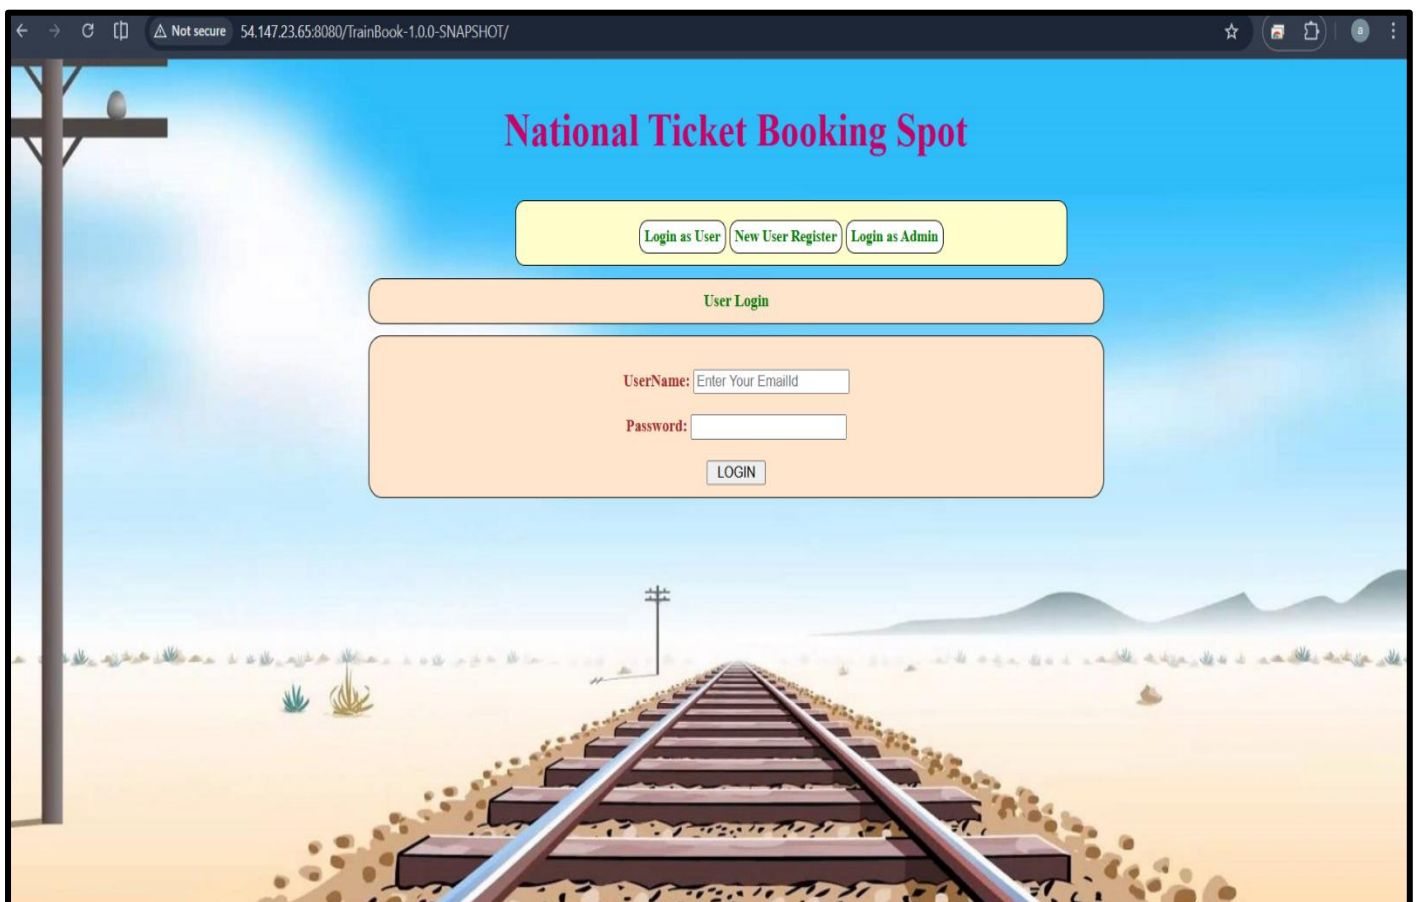 Not secure 54.147.23.65:8080/TrainBook-1.0.0-SNAPSHOT/ a
National Ticket Booking Spot
Login as User New User Register Login as Admin
User Login
UserName: Enter Your EmailId
Password:
LOGIN